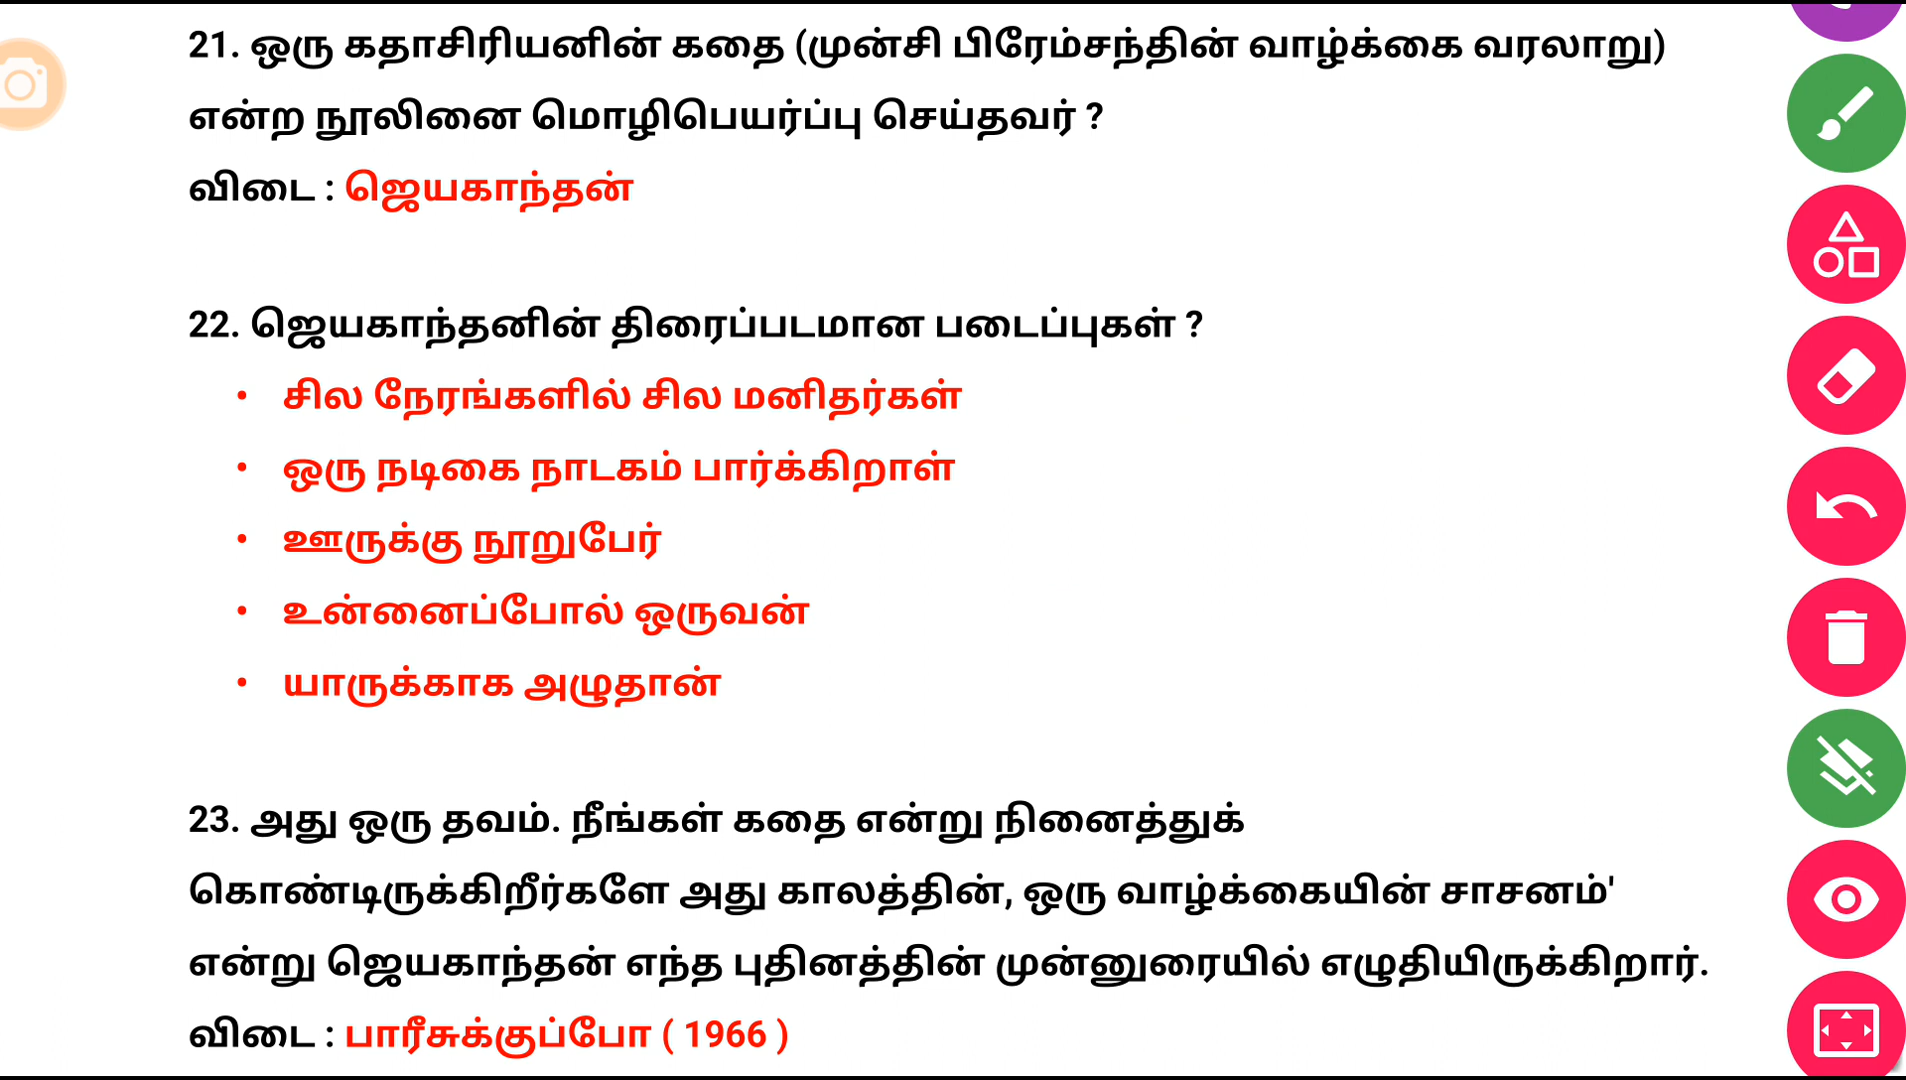 21. ஒரு கதாசிரியனின் கதை (முன்சி பிரேம்சந்தின் வாழ்க்கை வரலாறு)
என்ற நூலினை மொழிபெயர்ப்பு செய்தவர் ?
விடை : ஜெயகாந்தன்
22. ஜெயகாந்தனின் திரைப்படமான படைப்புகள் ?
• சில நேரங்களில் சில மனிதர்கள்
• ஒரு நடிகை நாடகம் பார்க்கிறாள்
• ஊருக்கு நூறுபேர்
• உன்னைப்போல் ஒருவன்
• யாருக்காக அழுதான்
23. அது ஒரு தவம். நீங்கள் கதை என்று நினைத்துக்
கொண்டிருக்கிறீர்களே அது காலத்தின், ஒரு வாழ்க்கையின் சாசனம்'
என்று ஜெயகாந்தன் எந்த புதினத்தின் முன்னுரையில் எழுதியிருக்கிறார்.
விடை : பாரீசுக்குப்போ ( 1966 )